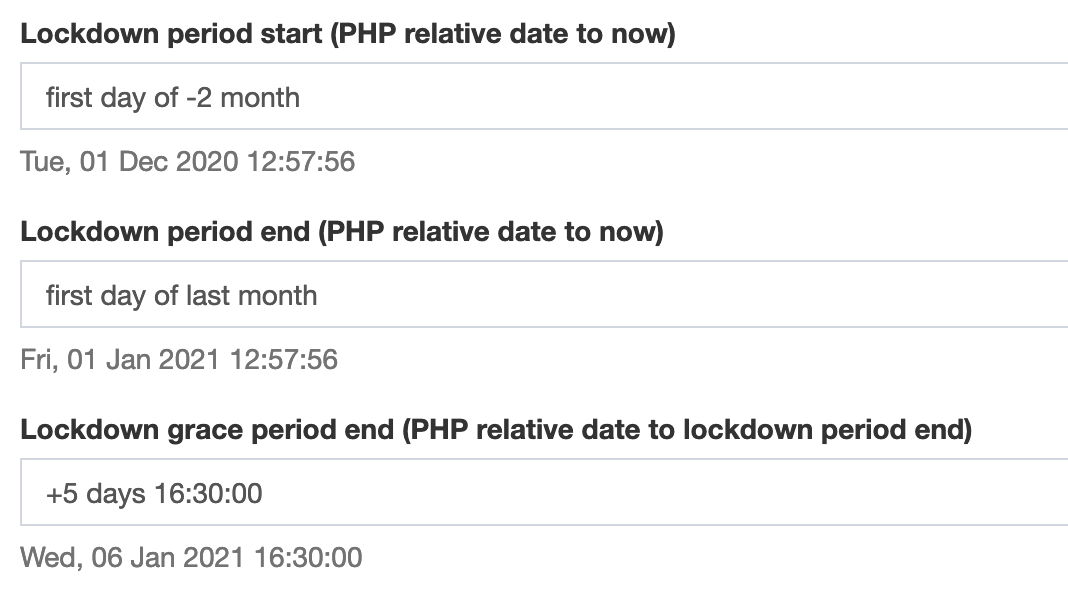 Lockdown period start (PHP relative date to now)
first day of -2 month
Tue, 01 Dec 2020 12:57:56
Lockdown period end (PHP relative date to now)
first day of last month
Fri, 01 Jan 2021 12:57:56
Lockdown grace period end (PHP relative date to lockdown period end)
+5 days 16:30:00
Wed, 06 Jan 2021 16:30:00